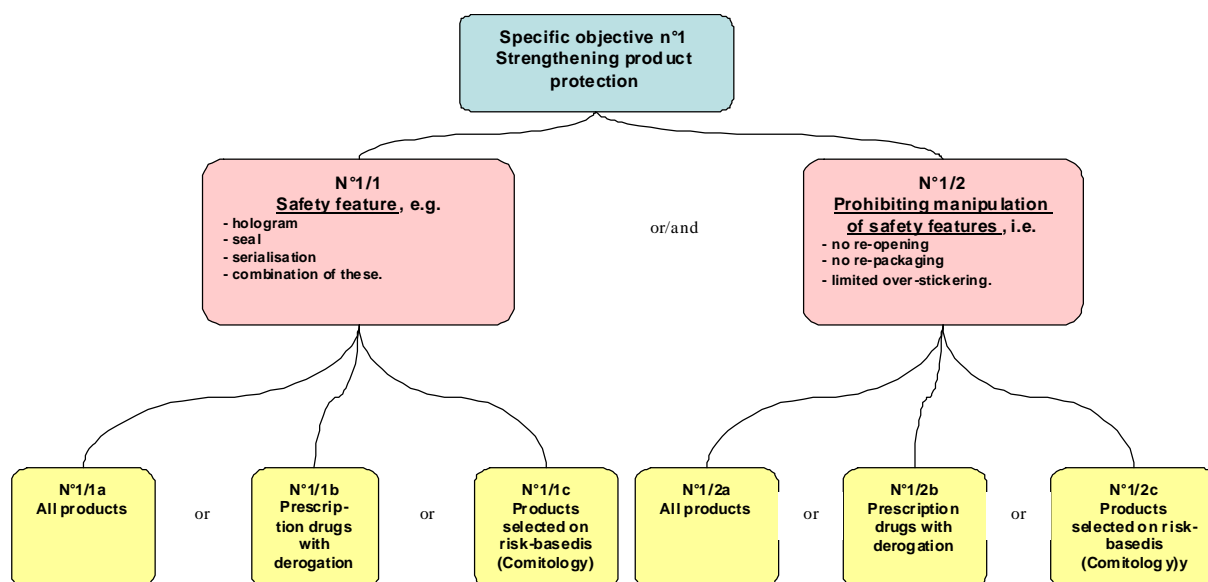 Specific objective n°1
Strengthening product
protection
N°1/1
Safety feature, e.g.
- hologram
- seal
- serialisation
- combination of these.
or/and
N°1/2
Prohibiting manipulation
of safety features, i.e.
- no re-opening
- no re-packaging
- limited over-stickering.
N°1/1a
All products
or
N°1/1b
Prescrip-
tion drugs
with
derogation
or
N°1/1c
Products
selected on
risk-basedis
(Comitology)
N°1/2a
All products
or
N°1/2b
Prescription
drugs with
derogation
or
N°1/2c
Products
selected on risk-
basedis
(Comitology)y